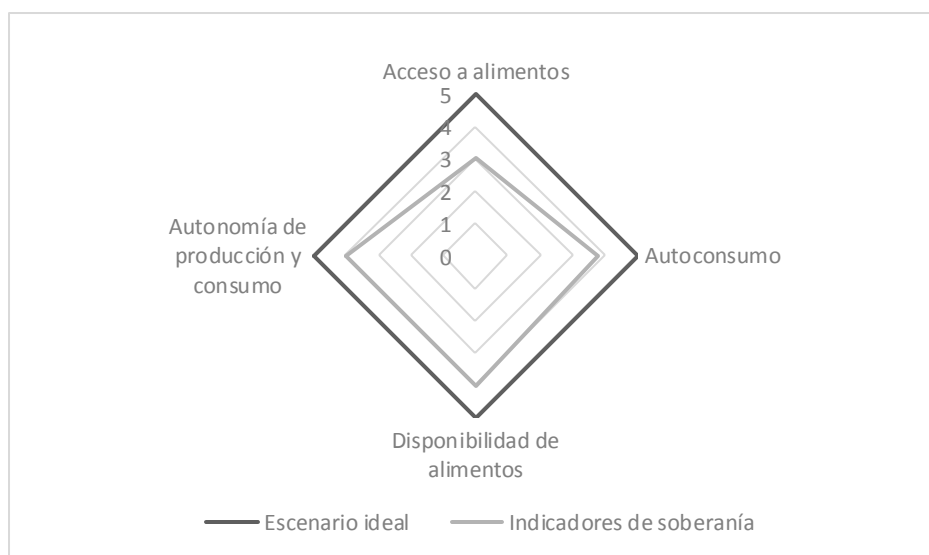 Acceso a alimentos
5
4
3
2
1
0
Autonomía de
producción y
consumo
Autoconsumo
Disponibilidad de
alimentos
Escenario ideal
Indicadores de soberanía